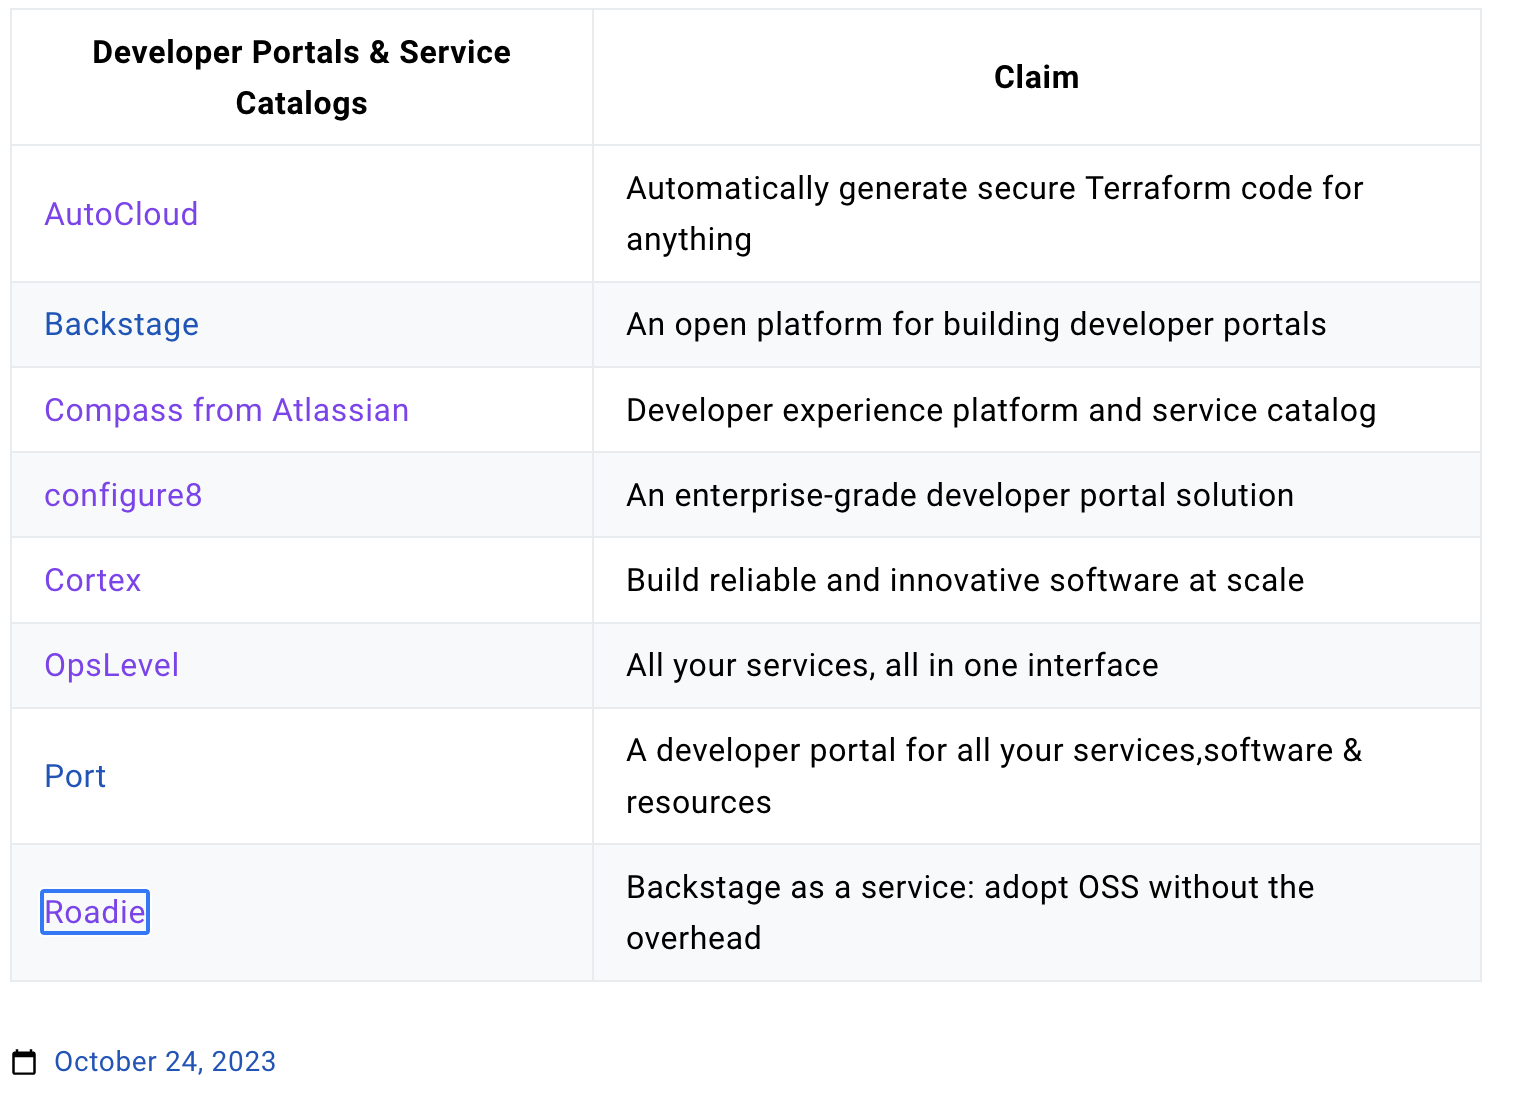 Developer Portals & Service
Catalogs
Claim
AutoCloud
Automatically generate secure Terraform code for
anything
Backstage
An open platform for building developer portals
Compass from Atlassian
Developer experience platform and service catalog
configure8
An enterprise-grade developer portal solution
Cortex
Build reliable and innovative software at scale
OpsLevel
All your services, all in one interface
Port
A developer portal for all your services,software &
resources
Roadie
Backstage as a service: adopt OSS without the
overhead
October 24, 2023